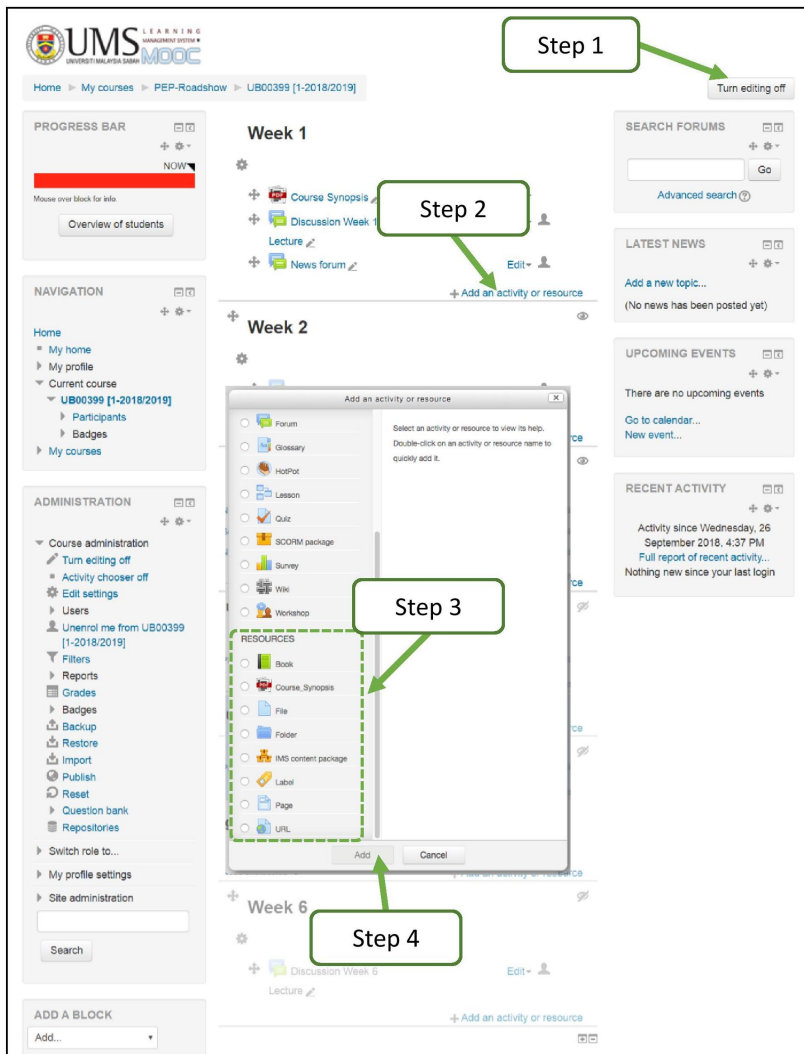 UMS LEARNING
MANAGEMENT SYSTEM
UNIVERSITI MALAYSIA SABAH MOOC
Step 1
Home My courses PEP-Roadshow UB00399 [1-2018/2019]
Turn editing off
PROGRESS BAR
NOW
Mouse over block for info.
Overview of students
NAVIGATION
Home
My home
My profile
Current course
UB00399 [1-2018/2019]
Participants
Badges
My courses
ADMINISTRATION
Course administration
Turn editing off
Activity chooser off
Edit settings
Users
Unenrol me from UB00399
[1-2018/2019]
Filters
Reports
Grades
Badges
Backup
Restore
Import
Publish
Reset
Question bank
Repositories
Switch role to...
My profile settings
Site administration
Search
ADD A BLOCK
Add...
Week 1
Course Synopsis
Step 2
Discussion Week 1
Lecture
News forum Edit
Add an activity or resource
Week 2
Add an activity or resource
Forum
Glossary
HotPot
Lesson
Quiz
SCORM package
Survey
Wiki
Workshop
Select an activity or resource to view its help.
Double-click on an activity or resource name to
quickly add it.
Step 3
RESOURCES
Book
Course_Synopsis
File
Folder
IMS content package
Label
Page
URL
Add Cancel
Step 4
Week 6
Discussion Week 6 Edit
Lecture
Add an activity or resource
SEARCH FORUMS
Go
Advanced search
LATEST NEWS
Add a new topic...
(No news has been posted yet)
UPCOMING EVENTS
There are no upcoming events
Go to calendar...
New event...
RECENT ACTIVITY
Activity since Wednesday, 26
September 2018, 4:37 PM
Full report of recent activity...
Nothing new since your last login